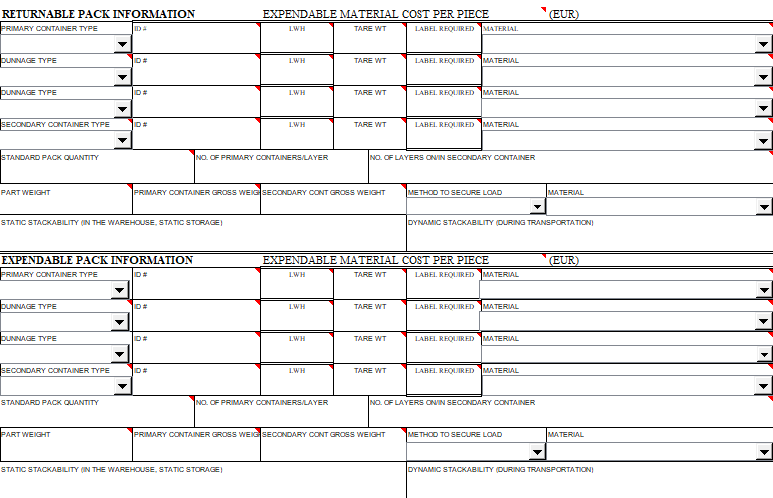 RETURNABLE PACK INFORMATION EXPENDABLE MATERIAL COST PER PIECE (EUR)
PRIMARY CONTAINER TYPE ID # LWH TARE WT LABEL REQUIRED MATERIAL
DUNNAGE TYPE ID # LWH TARE WT LABEL REQUIRED MATERIAL
DUNNAGE TYPE ID # LWH TARE WT LABEL REQUIRED MATERIAL
SECONDARY CONTAINER TYPE ID # LWH TARE WT LABEL REQUIRED MATERIAL
STANDARD PACK QUANTITY NO. OF PRIMARY CONTAINERS/LAYER NO. OF LAYERS ON/IN SECONDARY CONTAINER
PART WEIGHT PRIMARY CONTAINER GROSS WEIG SECONDARY CONT GROSS WEIGHT METHOD TO SECURE LOAD MATERIAL
STATIC STACKABILITY (IN THE WAREHOUSE, STATIC STORAGE) DYNAMIC STACKABILITY (DURING TRANSPORTATION)
EXPENDABLE PACK INFORMATION EXPENDABLE MATERIAL COST PER PIECE (EUR)
PRIMARY CONTAINER TYPE ID # LWH TARE WT LABEL REQUIRED MATERIAL
DUNNAGE TYPE ID # LWH TARE WT LABEL REQUIRED MATERIAL
DUNNAGE TYPE ID # LWH TARE WT LABEL REQUIRED MATERIAL
SECONDARY CONTAINER TYPE ID # LWH TARE WT LABEL REQUIRED MATERIAL
STANDARD PACK QUANTITY NO. OF PRIMARY CONTAINERS/LAYER NO. OF LAYERS ON/IN SECONDARY CONTAINER
PART WEIGHT PRIMARY CONTAINER GROSS WEIG SECONDARY CONT GROSS WEIGHT METHOD TO SECURE LOAD MATERIAL
STATIC STACKABILITY (IN THE WAREHOUSE, STATIC STORAGE) DYNAMIC STACKABILITY (DURING TRANSPORTATION)